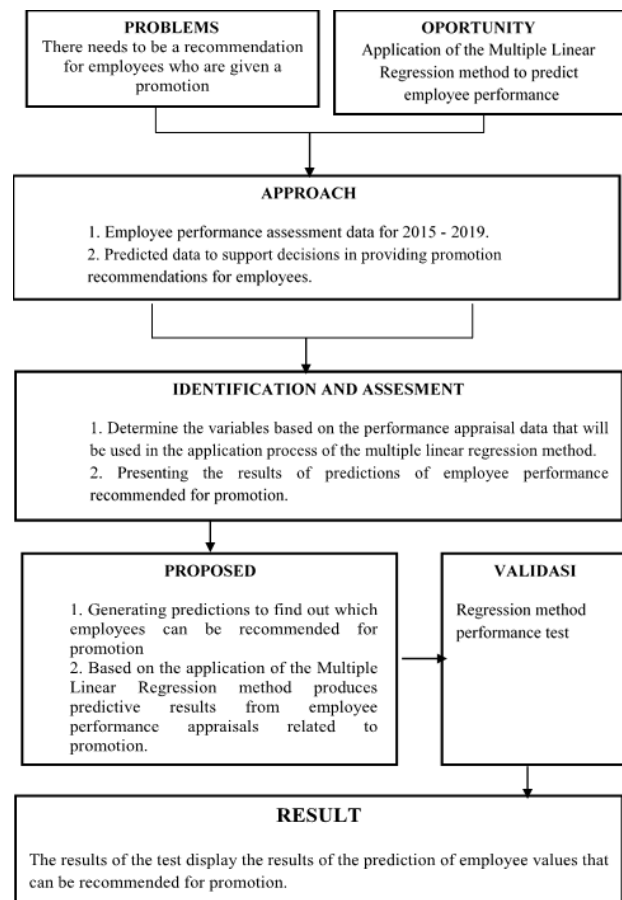 PROBLEMS
There needs to be a recommendation
for employees who are given a
promotion
OPORTUNITY
Application of the Multiple Linear
Regression method to predict
employee performance
APPROACH
1. Employee performance assessment data for 2015 - 2019.
2. Predicted data to support decisions in providing promotion
recommendations for employees.
IDENTIFICATION AND ASSESMENT
1. Determine the variables based on the performance appraisal data that will
be used in the application process of the multiple linear regression method.
2. Presenting the results of predictions of employee performance
recommended for promotion.
PROPOSED
1. Generating predictions to find out which
employees can be recommended for
promotion
2. Based on the application of the Multiple
Linear Regression method produces
predictive results from employee
performance appraisals related to
promotion.
VALIDASI
Regression method
performance test
RESULT
The results of the test display the results of the prediction of employee values that
can be recommended for promotion.